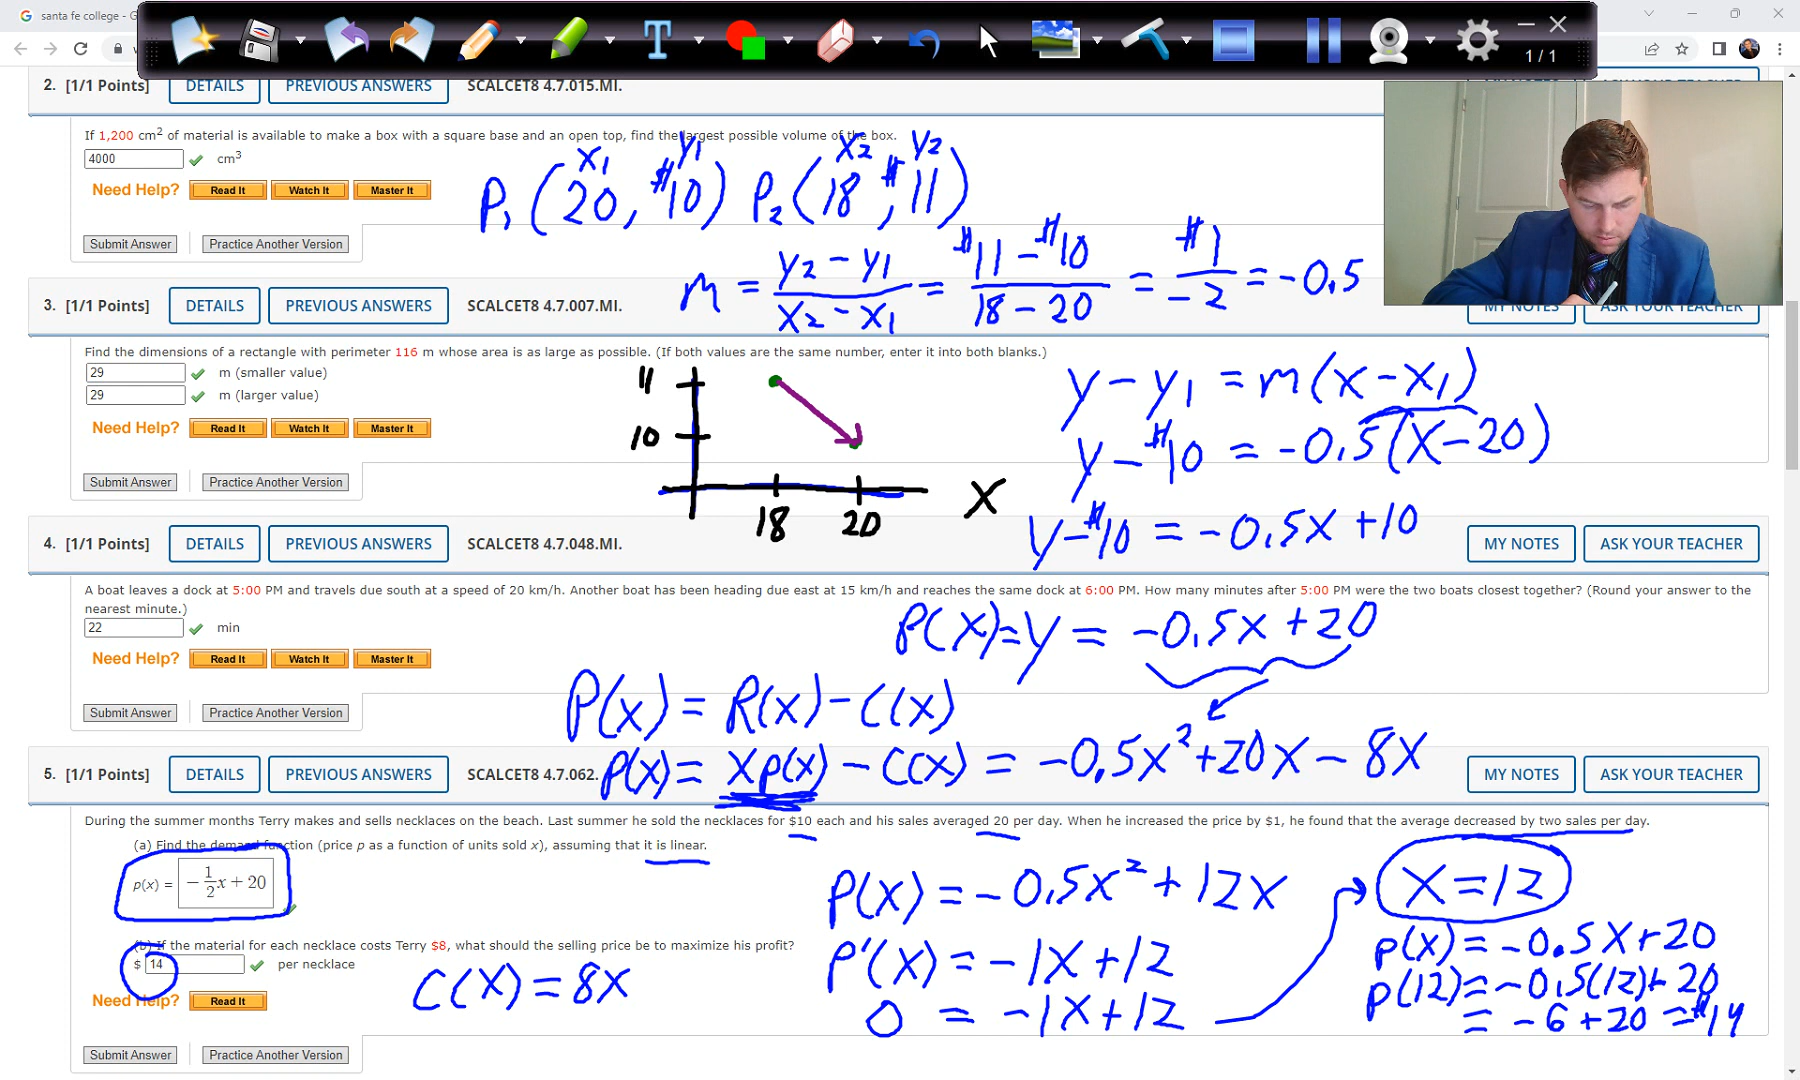 santa fe college - G
1 / 1
2. [1/1 Points] DETAILS PREVIOUS ANSWERS SCALCET8 4.7.015.MI.
If 1,200 cm² of material is available to make a box with a square base and an open top, find the largest possible volume of the box.
4000 cm³
Need Help? Read It Watch It Master It
x₁ y₁ x₂ y₂
P₁ (20, $10) P₂ (18, $11)
Submit Answer Practice Another Version
m = y₂ - y₁ / x₂ - x₁ = $11 - $10 / 18 - 20 = $1 / -2 = -0.5
3. [1/1 Points] DETAILS PREVIOUS ANSWERS SCALCET8 4.7.007.MI. MY NOTES ASK YOUR TEACHER
Find the dimensions of a rectangle with perimeter 116 m whose area is as large as possible. (If both values are the same number, enter it into both blanks.)
29 m (smaller value)
29 m (larger value)
Need Help? Read It Watch It Master It
11
10
18 20 X
y - y₁ = m(x - x₁)
y - $10 = -0.5(x - 20)
y - $10 = -0.5x + 10
Submit Answer Practice Another Version
4. [1/1 Points] DETAILS PREVIOUS ANSWERS SCALCET8 4.7.048.MI. MY NOTES ASK YOUR TEACHER
A boat leaves a dock at 5:00 PM and travels due south at a speed of 20 km/h. Another boat has been heading due east at 15 km/h and reaches the same dock at 6:00 PM. How many minutes after 5:00 PM were the two boats closest together? (Round your answer to the
nearest minute.)
22 min
Need Help? Read It Watch It Master It
p(x) = y = -0.5x + 20
Submit Answer Practice Another Version
P(x) = R(x) - C(x)
P(x) = xp(x) - C(x) = -0.5x² + 20x - 8x
5. [1/1 Points] DETAILS PREVIOUS ANSWERS SCALCET8 4.7.062. MY NOTES ASK YOUR TEACHER
During the summer months Terry makes and sells necklaces on the beach. Last summer he sold the necklaces for $10 each and his sales averaged 20 per day. When he increased the price by $1, he found that the average decreased by two sales per day.
(a) Find the demand function (price p as a function of units sold x), assuming that it is linear.
p(x) = -1/2x + 20
(b) If the material for each necklace costs Terry $8, what should the selling price be to maximize his profit?
$ 14 per necklace
Need Help? Read It
C(x) = 8x
P(x) = -0.5x² + 12x
P'(x) = -1x + 12
0 = -1x + 12
x = 12
p(x) = -0.5x + 20
p(12) = -0.5(12) + 20
= -6 + 20 = $14
Submit Answer Practice Another Version